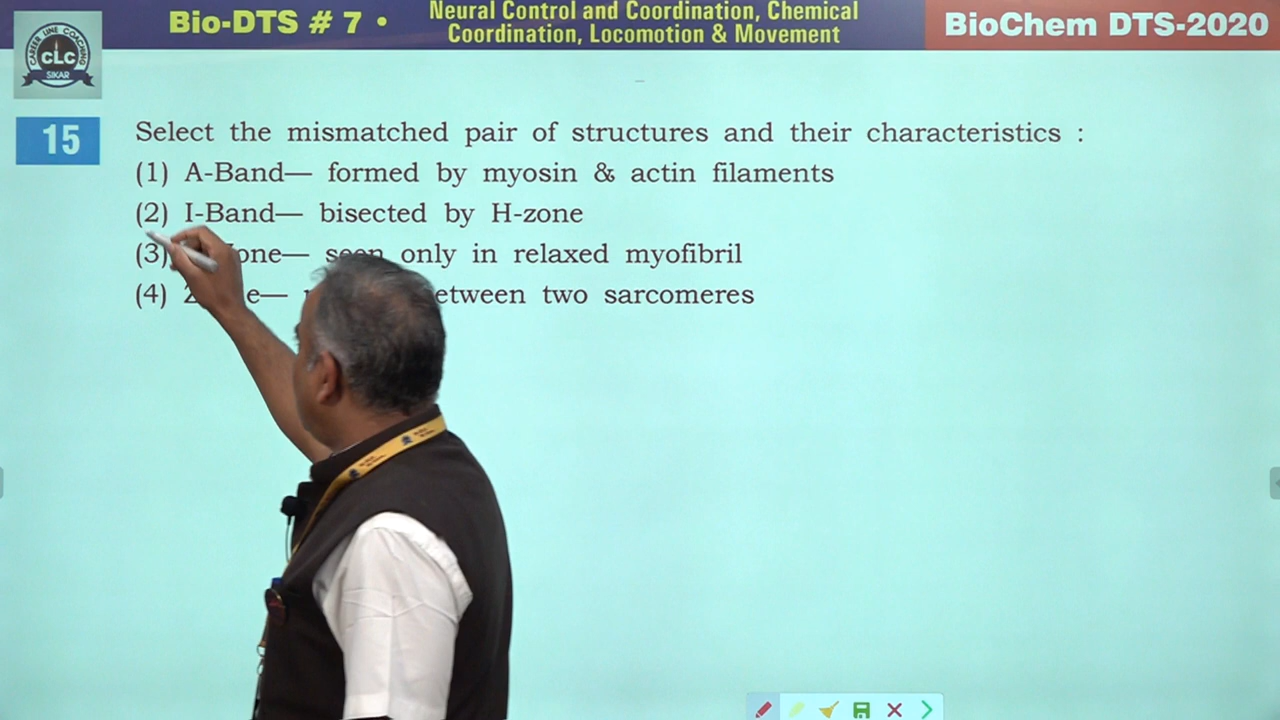 Bio-DTS # 7 •
Neural Control and Coordination, Chemical
Coordination, Locomotion & Movement
BioChem DTS-2020
CAREER LINE COACHING
CLC
SIKAR
15
Select the mismatched pair of structures and their characteristics :
(1) A-Band— formed by myosin & actin filaments
(2) I-Band— bisected by H-zone
(3) only in relaxed myofibril
(4) two sarcomeres